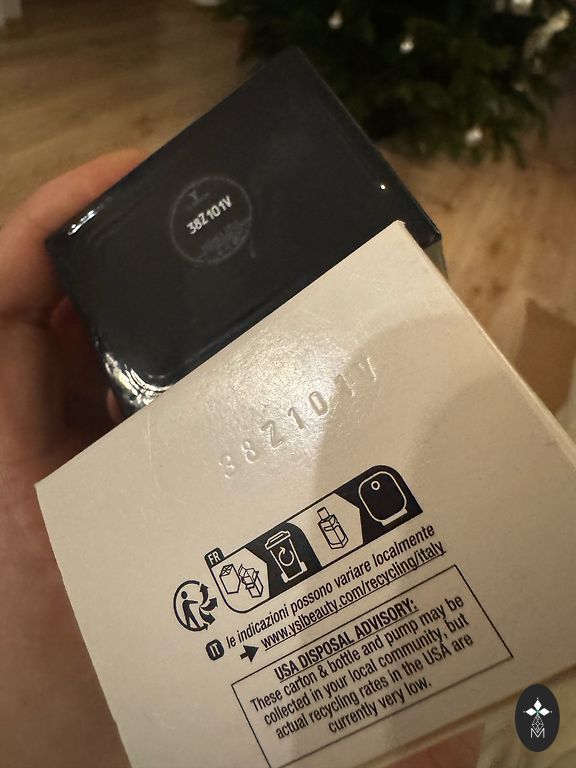 38Z101V
38Z101V
FR
IT le indicazioni possono variare localmente
www.yslbeauty.com/recycling/italy
USA DISPOSAL ADVISORY:
These carton & bottle and pump may be
collected in your local community, but
actual recycling rates in the USA are
currently very low.
M